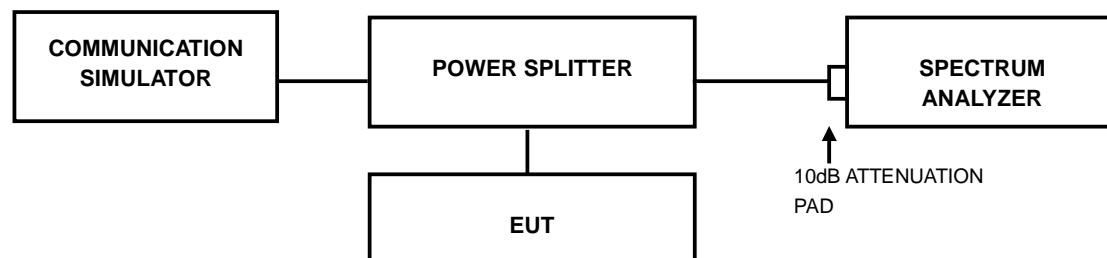 COMMUNICATION
SIMULATOR
POWER SPLITTER
SPECTRUM
ANALYZER
10dB ATTENUATION
PAD
EUT